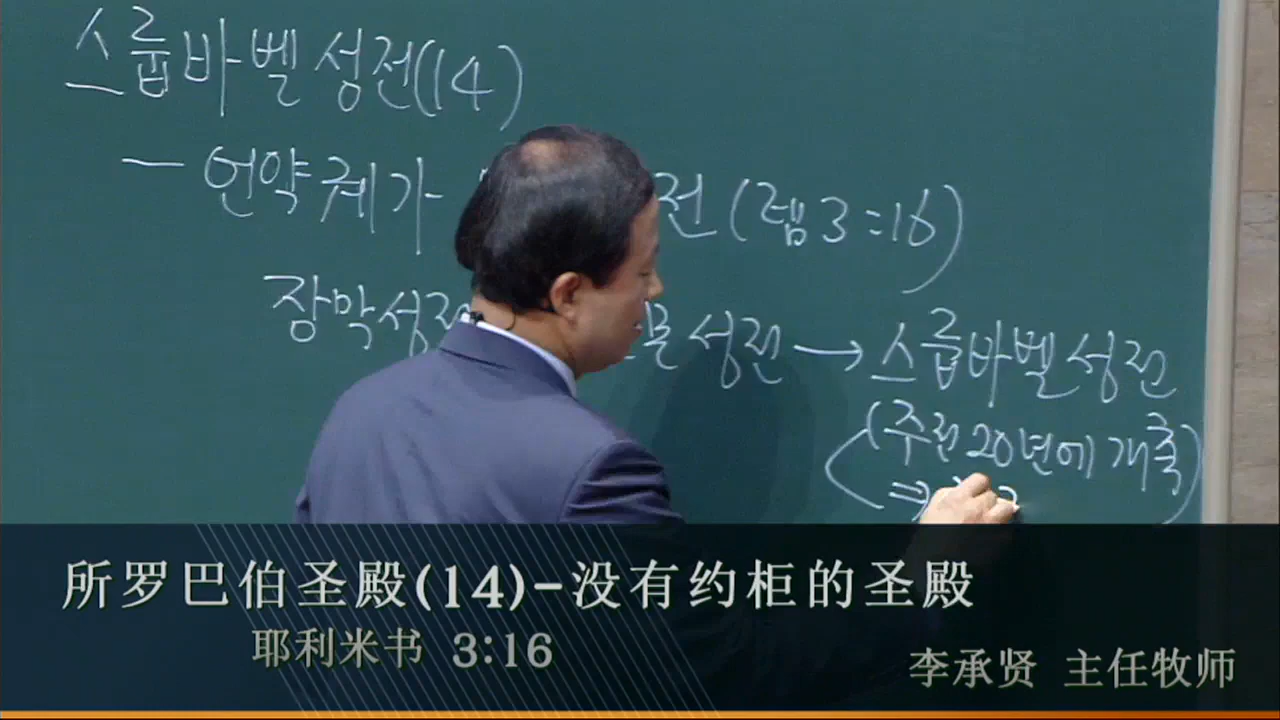 스룹바벨 성전(14)
— 언약궤가 전 (렘 3:16)
장막성전 성전 → 스룹바벨 성전
(주전 20년에 개축)
⇒
所罗巴伯圣殿(14)-没有约柜的圣殿
耶利米书 3:16
李承贤 主任牧师